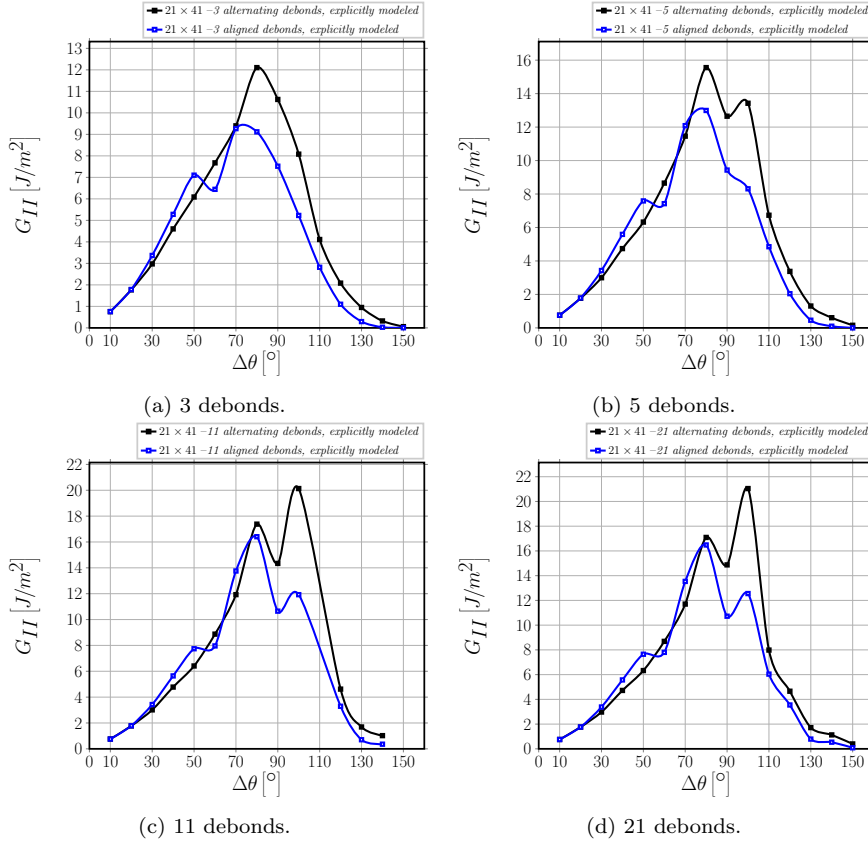 21 × 41 –3 alternating debonds, explicitly modeled
21 × 41 –3 aligned debonds, explicitly modeled
13
12
11
10
9
8
7
6
5
4
3
2
1
0
G_II [J/m²]
0 10 30 50 70 90 110 130 150
Δθ [°]
(a) 3 debonds.
21 × 41 –5 alternating debonds, explicitly modeled
21 × 41 –5 aligned debonds, explicitly modeled
16
14
12
10
8
6
4
2
0
G_II [J/m²]
0 10 30 50 70 90 110 130 150
Δθ [°]
(b) 5 debonds.
21 × 41 –11 alternating debonds, explicitly modeled
21 × 41 –11 aligned debonds, explicitly modeled
22
20
18
16
14
12
10
8
6
4
2
0
G_II [J/m²]
0 10 30 50 70 90 110 130 150
Δθ [°]
(c) 11 debonds.
21 × 41 –21 alternating debonds, explicitly modeled
21 × 41 –21 aligned debonds, explicitly modeled
22
20
18
16
14
12
10
8
6
4
2
0
G_II [J/m²]
0 10 30 50 70 90 110 130 150
Δθ [°]
(d) 21 debonds.